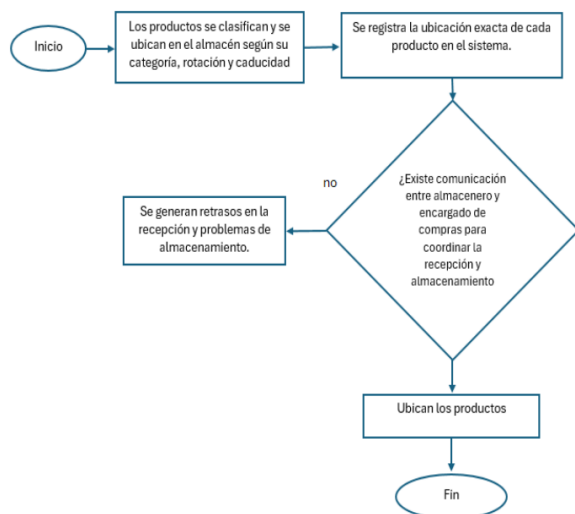 Inicio
Los productos se clasifican y se
ubican en el almacén según su
categoría, rotación y caducidad
Se registra la ubicación exacta de cada
producto en el sistema.
¿Existe comunicación
entre almacenero y
encargado de
compras para
coordinar la
recepción y
almacenamiento
no
Se generan retrasos en la
recepción y problemas de
almacenamiento.
Ubican los productos
Fin